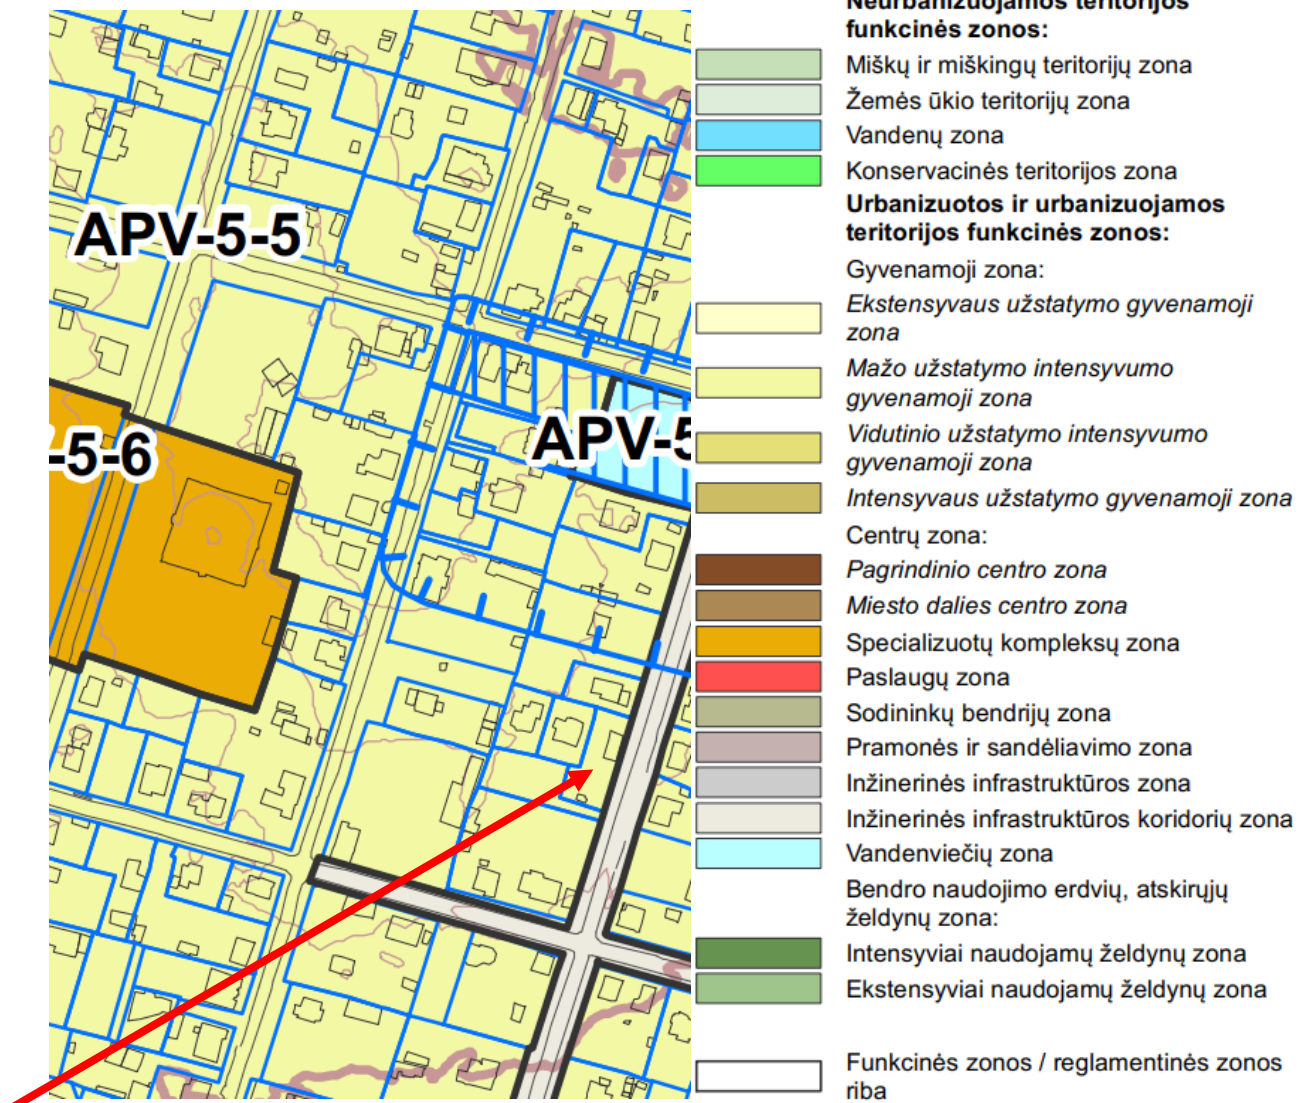 APV-5-5
-5-6
APV-5
Neurbanizuojamos teritorijos
funkcinės zonos:
Miškų ir miškingų teritorijų zona
Žemės ūkio teritorijų zona
Vandenų zona
Konservacinės teritorijos zona
Urbanizuotos ir urbanizuojamos
teritorijos funkcinės zonos:
Gyvenamoji zona:
Ekstensyvaus užstatymo gyvenamoji
zona
Mažo užstatymo intensyvumo
gyvenamoji zona
Vidutinio užstatymo intensyvumo
gyvenamoji zona
Intensyvaus užstatymo gyvenamoji zona
Centrų zona:
Pagrindinio centro zona
Miesto dalies centro zona
Specializuotų kompleksų zona
Paslaugų zona
Sodininkų bendrijų zona
Pramonės ir sandėliavimo zona
Inžinerinės infrastruktūros zona
Inžinerinės infrastruktūros koridorių zona
Vandenviečių zona
Bendro naudojimo erdvių, atskirųjų
želdynų zona:
Intensyviai naudojamų želdynų zona
Ekstensyviai naudojamų želdynų zona
Funkcinės zonos / reglamentinės zonos
riba